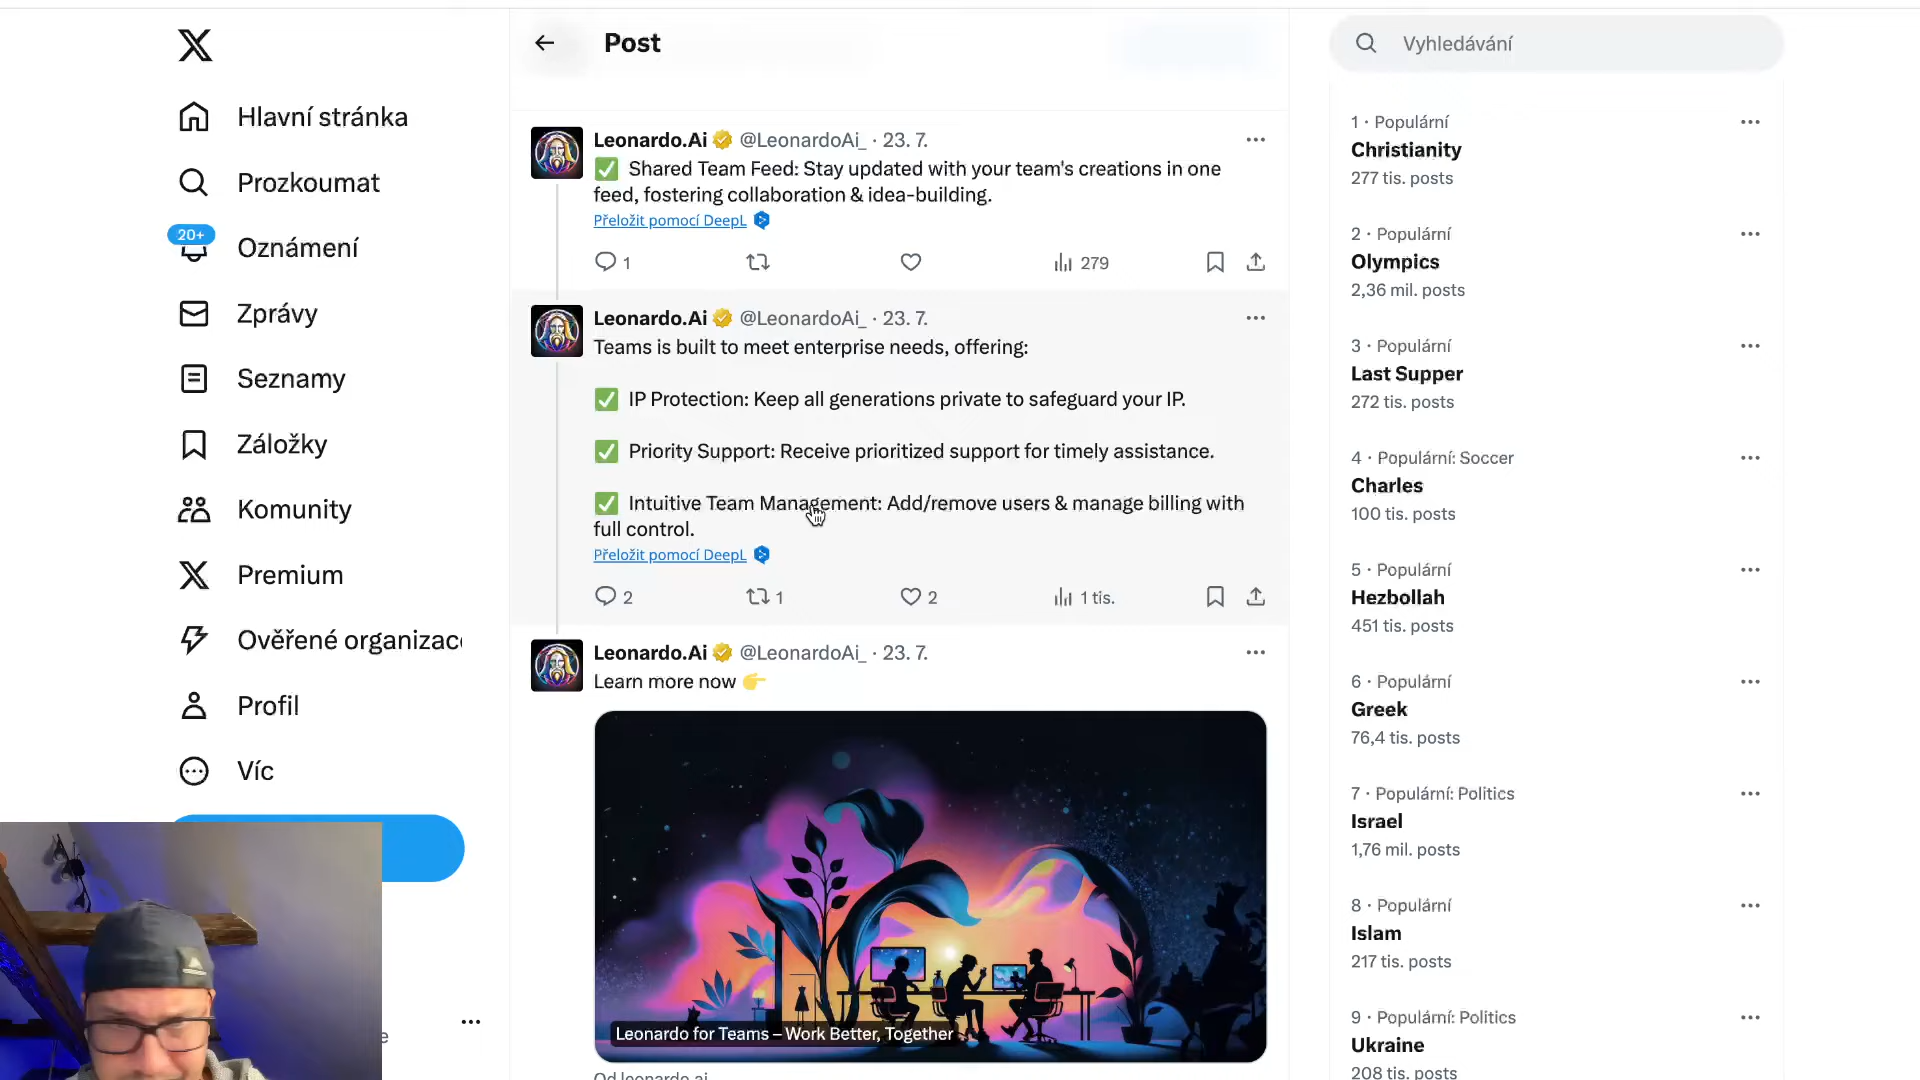 Hlavní stránka
Prozkoumat
20+
Oznámení
Zprávy
Seznamy
Záložky
Komunity
Premium
Ověřené organizac
Profil
Víc
Post
Leonardo.Ai @LeonardoAi_ · 23. 7.
✅ Shared Team Feed: Stay updated with your team's creations in one
feed, fostering collaboration & idea-building.
Přeložit pomocí DeepL
1
279
Leonardo.Ai @LeonardoAi_ · 23. 7.
Teams is built to meet enterprise needs, offering:
✅ IP Protection: Keep all generations private to safeguard your IP.
✅ Priority Support: Receive prioritized support for timely assistance.
✅ Intuitive Team Management: Add/remove users & manage billing with
full control.
Přeložit pomocí DeepL
2 1 2 1 tis.
Leonardo.Ai @LeonardoAi_ · 23. 7.
Learn more now 👉
Leonardo for Teams – Work Better, Together
Od leonardo.ai
Vyhledávání
1 · Populární
Christianity
277 tis. posts
2 · Populární
Olympics
2,36 mil. posts
3 · Populární
Last Supper
272 tis. posts
4 · Populární: Soccer
Charles
100 tis. posts
5 · Populární
Hezbollah
451 tis. posts
6 · Populární
Greek
76,4 tis. posts
7 · Populární: Politics
Israel
1,76 mil. posts
8 · Populární
Islam
217 tis. posts
9 · Populární: Politics
Ukraine
208 tis. posts